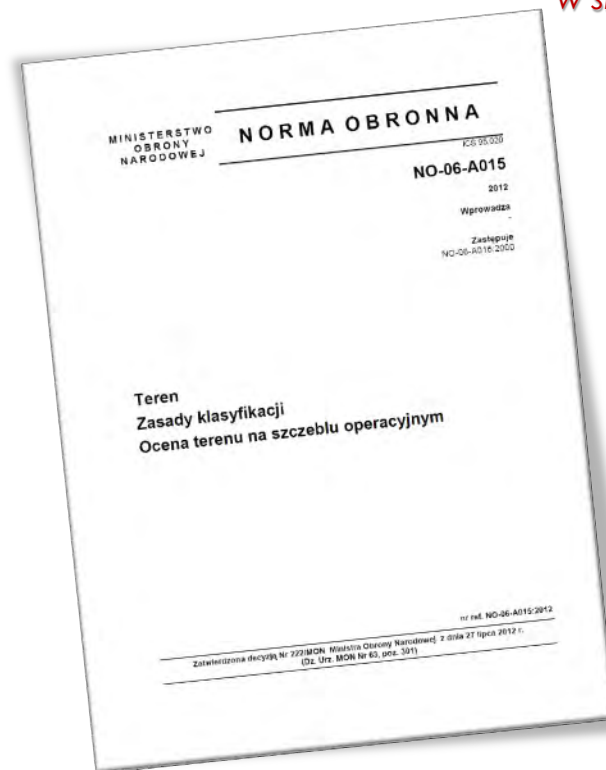 MINISTERSTWO
OBRONY
NARODOWEJ
NORMA OBRONNA
ICS 95.020
NO-06-A015
2012
Wprowadza
-
Zastępuje
NO-06-A015:2000
Teren
Zasady klasyfikacji
Ocena terenu na szczeblu operacyjnym
nr ref. NO-06-A015:2012
Zatwierdzona decyzją Nr 222/MON Ministra Obrony Narodowej z dnia 27 lipca 2012 r.
(Dz. Urz. MON Nr 63, poz. 301)